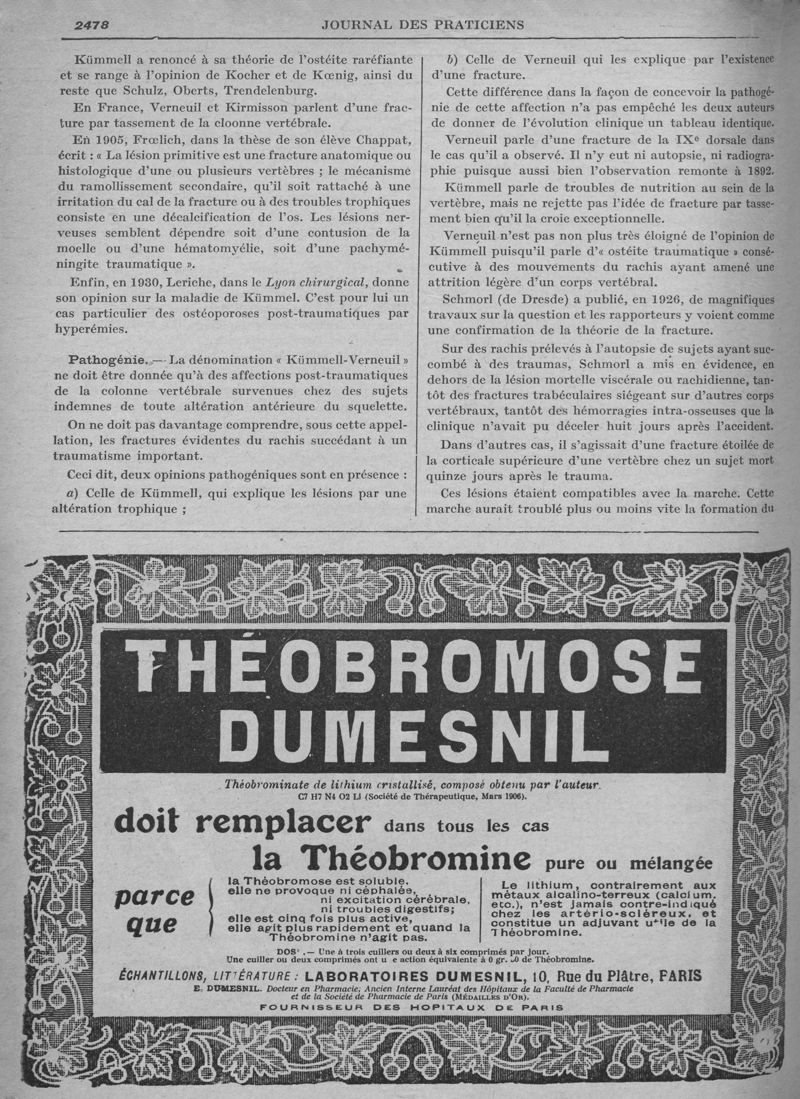 2478
JOURNAL DES PRATICIENS
Kümmell a renoncé à sa théorie de l'ostéite raréfiante
et se range à l'opinion de Kocher et de Kœnig, ainsi du
reste que Schulz, Oberts, Trendelenburg.
En France, Verneuil et Kirmisson parlent d'une frac-
ture par tassement de la cloonne vertébrale.
En 1905, Frœlich, dans la thèse de son élève Chappat,
écrit : « La lésion primitive est une fracture anatomique ou
histologique d'une ou plusieurs vertèbres ; le mécanisme
du ramollissement secondaire, qu'il soit rattaché à une
irritation du cal de la fracture ou à des troubles trophiques
consiste en une décalcification de l'os. Les lésions ner-
veuses semblent dépendre soit d'une contusion de la
moelle ou d'une hématomyélie, soit d'une pachymé-
ningite traumatique ».
Enfin, en 1930, Leriche, dans le Lyon chirurgical, donne
son opinion sur la maladie de Kümmel. C'est pour lui un
cas particulier des ostéoporoses post-traumatiques par
hyperémies.
Pathogénie. — La dénomination « Kümmell-Verneuil »
ne doit être donnée qu'à des affections post-traumatiques
de la colonne vertébrale survenues chez des sujets
indemnes de toute altération antérieure du squelette.
On ne doit pas davantage comprendre, sous cette appel-
lation, les fractures évidentes du rachis succédant à un
traumatisme important.
Ceci dit, deux opinions pathogéniques sont en présence :
a) Celle de Kümmell, qui explique les lésions par une
altération trophique ;
b) Celle de Verneuil qui les explique par l'existence
d'une fracture.
Cette différence dans la façon de concevoir la pathogé-
nie de cette affection n'a pas empêché les deux auteurs
de donner de l'évolution clinique un tableau identique.
Verneuil parle d'une fracture de la IXe dorsale dans
le cas qu'il a observé. Il n'y eut ni autopsie, ni radiogra-
phie puisque aussi bien l'observation remonte à 1892.
Kümmell parle de troubles de nutrition au sein de la
vertèbre, mais ne rejette pas l'idée de fracture par tasse-
ment bien qu'il la croie exceptionnelle.
Verneuil n'est pas non plus très éloigné de l'opinion de
Kümmell puisqu'il parle d'« ostéite traumatique » consé-
cutive à des mouvements du rachis ayant amené une
attrition légère d'un corps vertébral.
Schmorl (de Dresde) a publié, en 1926, de magnifiques
travaux sur la question et les rapporteurs y voient comme
une confirmation de la théorie de la fracture.
Sur des rachis prélevés à l'autopsie de sujets ayant suc-
combé à des traumas, Schmorl a mis en évidence, en
dehors de la lésion mortelle viscérale ou rachidienne, tan-
tôt des fractures trabéculaires siégeant sur d'autres corps
vertébraux, tantôt des hémorragies intra-osseuses que la
clinique n'avait pu déceler huit jours après l'accident.
Dans d'autres cas, il s'agissait d'une fracture étoilée de
la corticale supérieure d'une vertèbre chez un sujet mort
quinze jours après le trauma.
Ces lésions étaient compatibles avec la marche. Cette
marche aurait troublé plus ou moins vite la formation du
THÉOBROMOSE
DUMESNIL
Théobrominate de lithium cristallisé, composé obtenu par l'auteur.
C7 H7 N4 O2 Li (Société de Thérapeutique, Mars 1906).
doit remplacer dans tous les cas
la Théobromine pure ou mélangée
parce
que
la Théobromose est soluble.
elle ne provoque ni céphalée,
ni excitation cérébrale,
ni troubles digestifs;
elle est cinq fois plus active,
elle agit plus rapidement et quand la
Théobromine n'agit pas.
Le lithium, contrairement aux
métaux alcalino-terreux (calcium,
etc.), n'est jamais contre-indiqué
chez les artério-scléreux, et
constitue un adjuvant utile de la
Théobromine.
DOS .— Une à trois cuillers ou deux à six comprimés par jour.
Une cuiller ou deux comprimés ont u e action équivalente à 0 gr. de Théobromine.
ÉCHANTILLONS, LITTÉRATURE : LABORATOIRES DUMESNIL, 10, Rue du Plâtre, PARIS
E. DUMESNIL. Docteur en Pharmacie; Ancien Interne Lauréat des Hôpitaux de la Faculté de Pharmacie
et de la Société de Pharmacie de Paris (MÉDAILLES D'OR).
FOURNISSEUR DES HOPITAUX DE PARIS